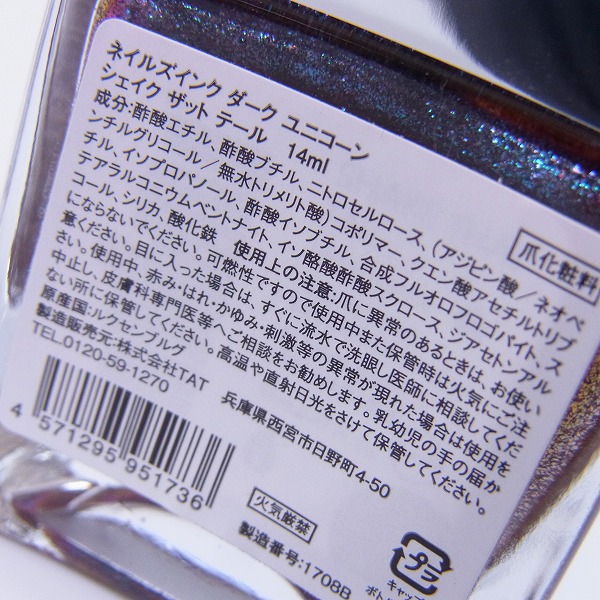 ネイルズインク ダーク ユニコーン
シェイク ザット テール　14ml
成分:酢酸エチル、酢酸ブチル、ニトロセルロース、(アジピン酸/ネオペ
ンチルグリコール/無水トリメリト酸)コポリマー、クエン酸アセチルトリブ
チル、イソプロパノール、酢酸イソブチル、合成フルオロフロゴパイト、ス
テアラルコニウムベントナイト、イソ酪酸酢酸スクロース、ジアセトンアル
コール、シリカ、酸化鉄　使用上の注意:爪に異常のあるときは、お使い
にならないでください。可燃性ですので使用中また保管時は火気にご注
意ください。目に入った場合は、すぐに流水で洗眼し医師に相談してくだ
さい。使用中、赤み・はれ・かゆみ・刺激等の異常が現れた場合は使用を
中止し、皮膚科専門医等へご相談をお勧めします。乳幼児の手の届か
ない所に保管してください。高温や直射日光をさけて保管してください。
原産国:ルクセンブルグ
製造販売元:株式会社TAT　兵庫県西宮市日野町4-50
TEL.0120-59-1270
爪化粧料
4 571295 951736
火気厳禁
製造番号:1708B
プラ
キャップ